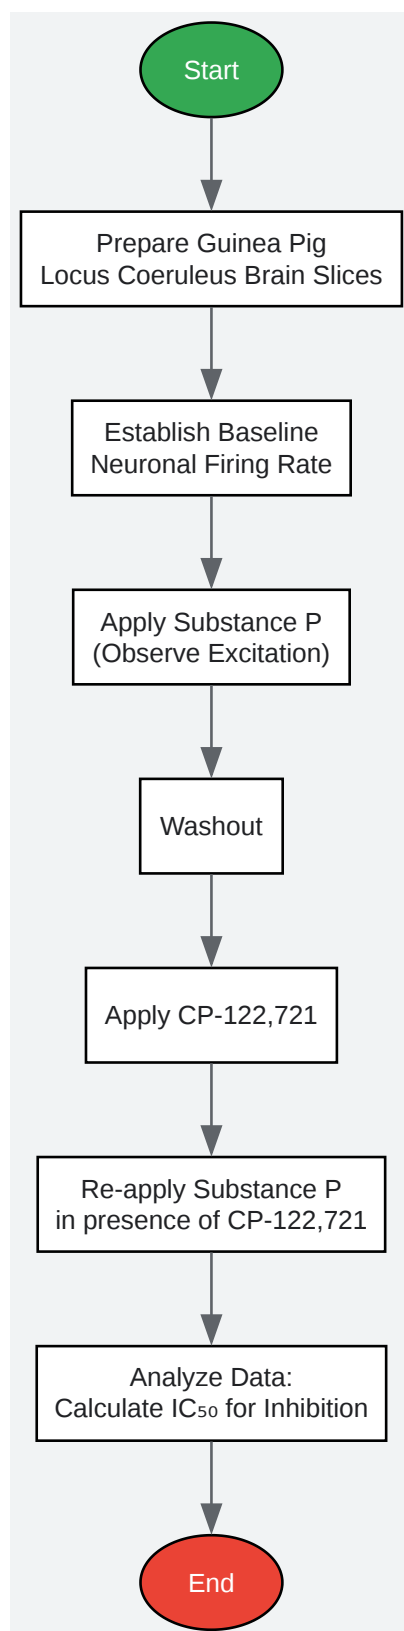 Start
Prepare Guinea Pig
Locus Coeruleus Brain Slices
Establish Baseline
Neuronal Firing Rate
Apply Substance P
(Observe Excitation)
Washout
Apply CP-122,721
Re-apply Substance P
in presence of CP-122,721
Analyze Data:
Calculate IC₅₀ for Inhibition
End